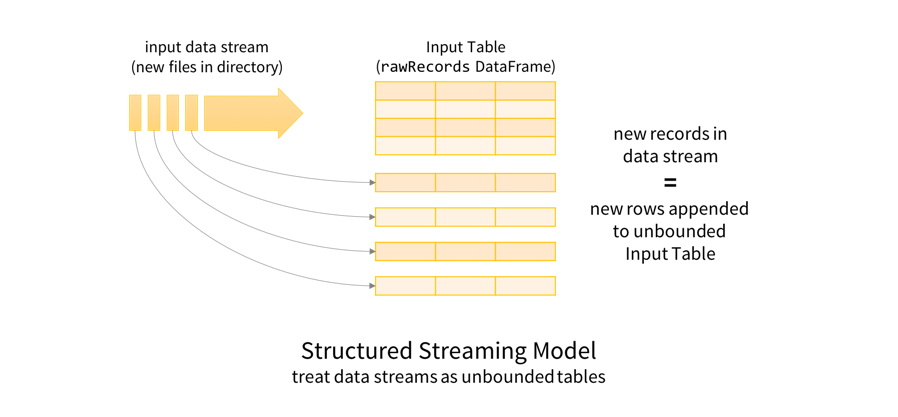 input data stream
(new files in directory)
Input Table
(rawRecords DataFrame)
new records in
data stream
=
new rows appended
to unbounded
Input Table
Structured Streaming Model
treat data streams as unbounded tables